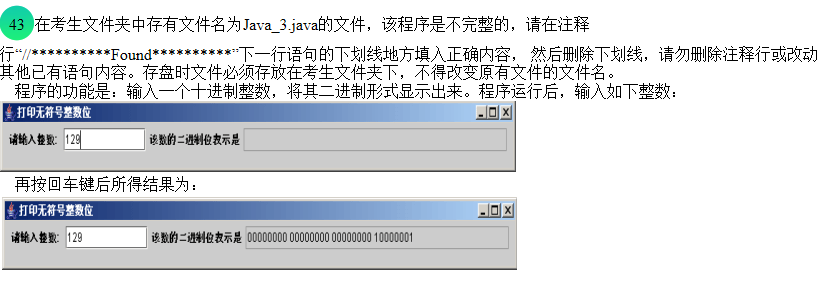 43 在考生文件夹中存有文件名为Java_3.java的文件，该程序是不完整的，请在注释
行“//**********Found**********”下一行语句的下划线地方填入正确内容， 然后删除下划线，请勿删除注释行或改动
其他已有语句内容。存盘时文件必须存放在考生文件夹下，不得改变原有文件的文件名。
程序的功能是：输入一个十进制整数，将其二进制形式显示出来。程序运行后，输入如下整数：
打印无符号整数位
请输入整数: 129 该数的二进制位表示是
再按回车键后所得结果为：
打印无符号整数位
请输入整数: 129 该数的二进制位表示是 00000000 00000000 00000000 10000001